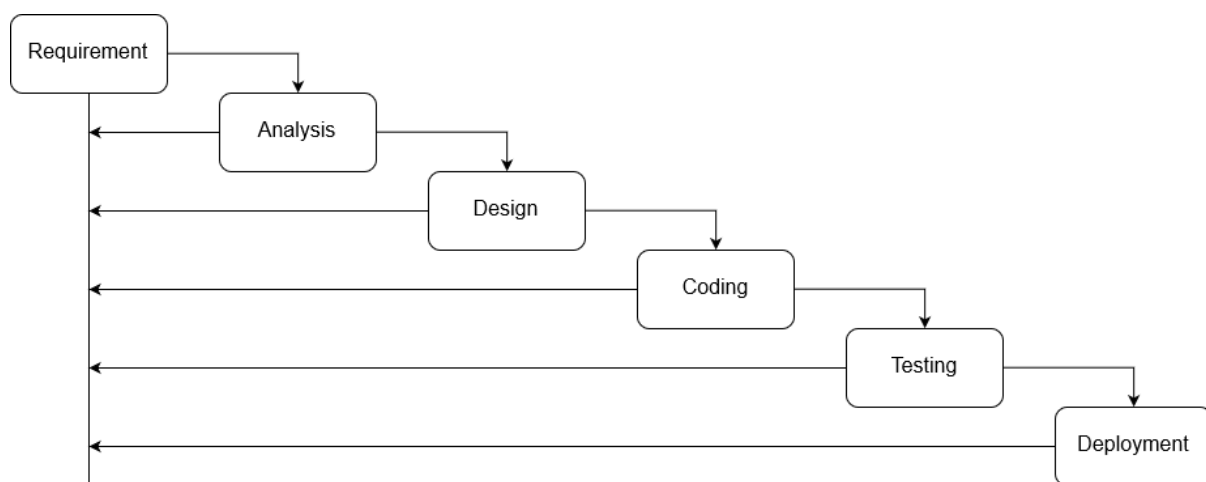 Requirement
Analysis
Design
Coding
Testing
Deployment